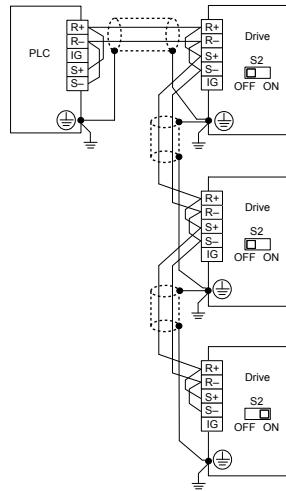 PLC
R+
R–
IG
S+
S–
R+
R–
IG
S+
S–
Drive
S2
OFF ON
R+
R–
S+
S–
IG
Drive
S2
OFF ON
R+
R–
S+
S–
IG
Drive
S2
OFF ON